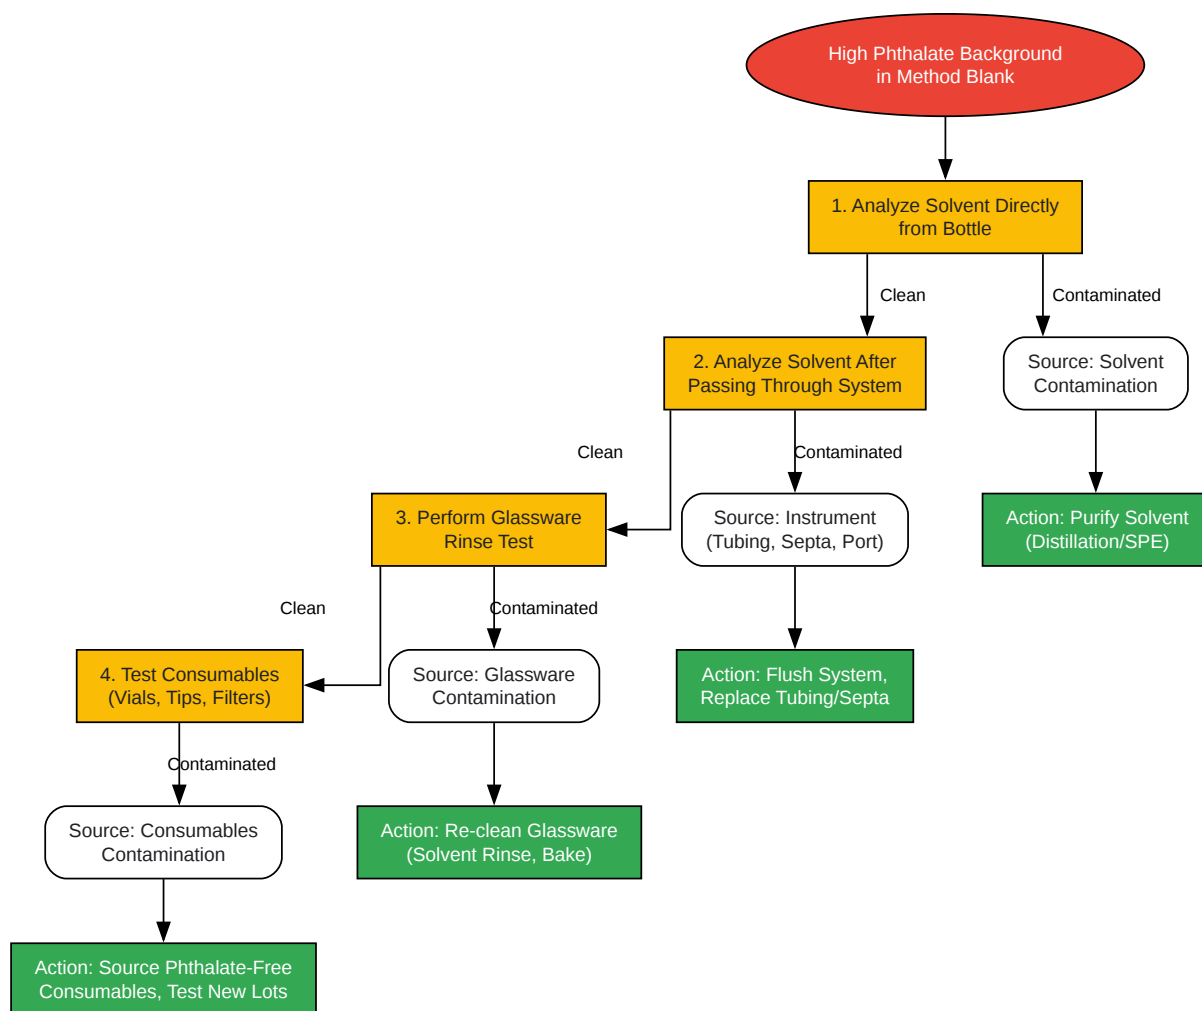 High Phthalate Background
in Method Blank
1. Analyze Solvent Directly
from Bottle
Clean
Contaminated
2. Analyze Solvent After
Passing Through System
Source: Solvent
Contamination
Clean
Contaminated
3. Perform Glassware
Rinse Test
Source: Instrument
(Tubing, Septa, Port)
Action: Purify Solvent
(Distillation/SPE)
Clean
Contaminated
4. Test Consumables
(Vials, Tips, Filters)
Source: Glassware
Contamination
Action: Flush System,
Replace Tubing/Septa
Contaminated
Source: Consumables
Contamination
Action: Re-clean Glassware
(Solvent Rinse, Bake)
Action: Source Phthalate-Free
Consumables, Test New Lots